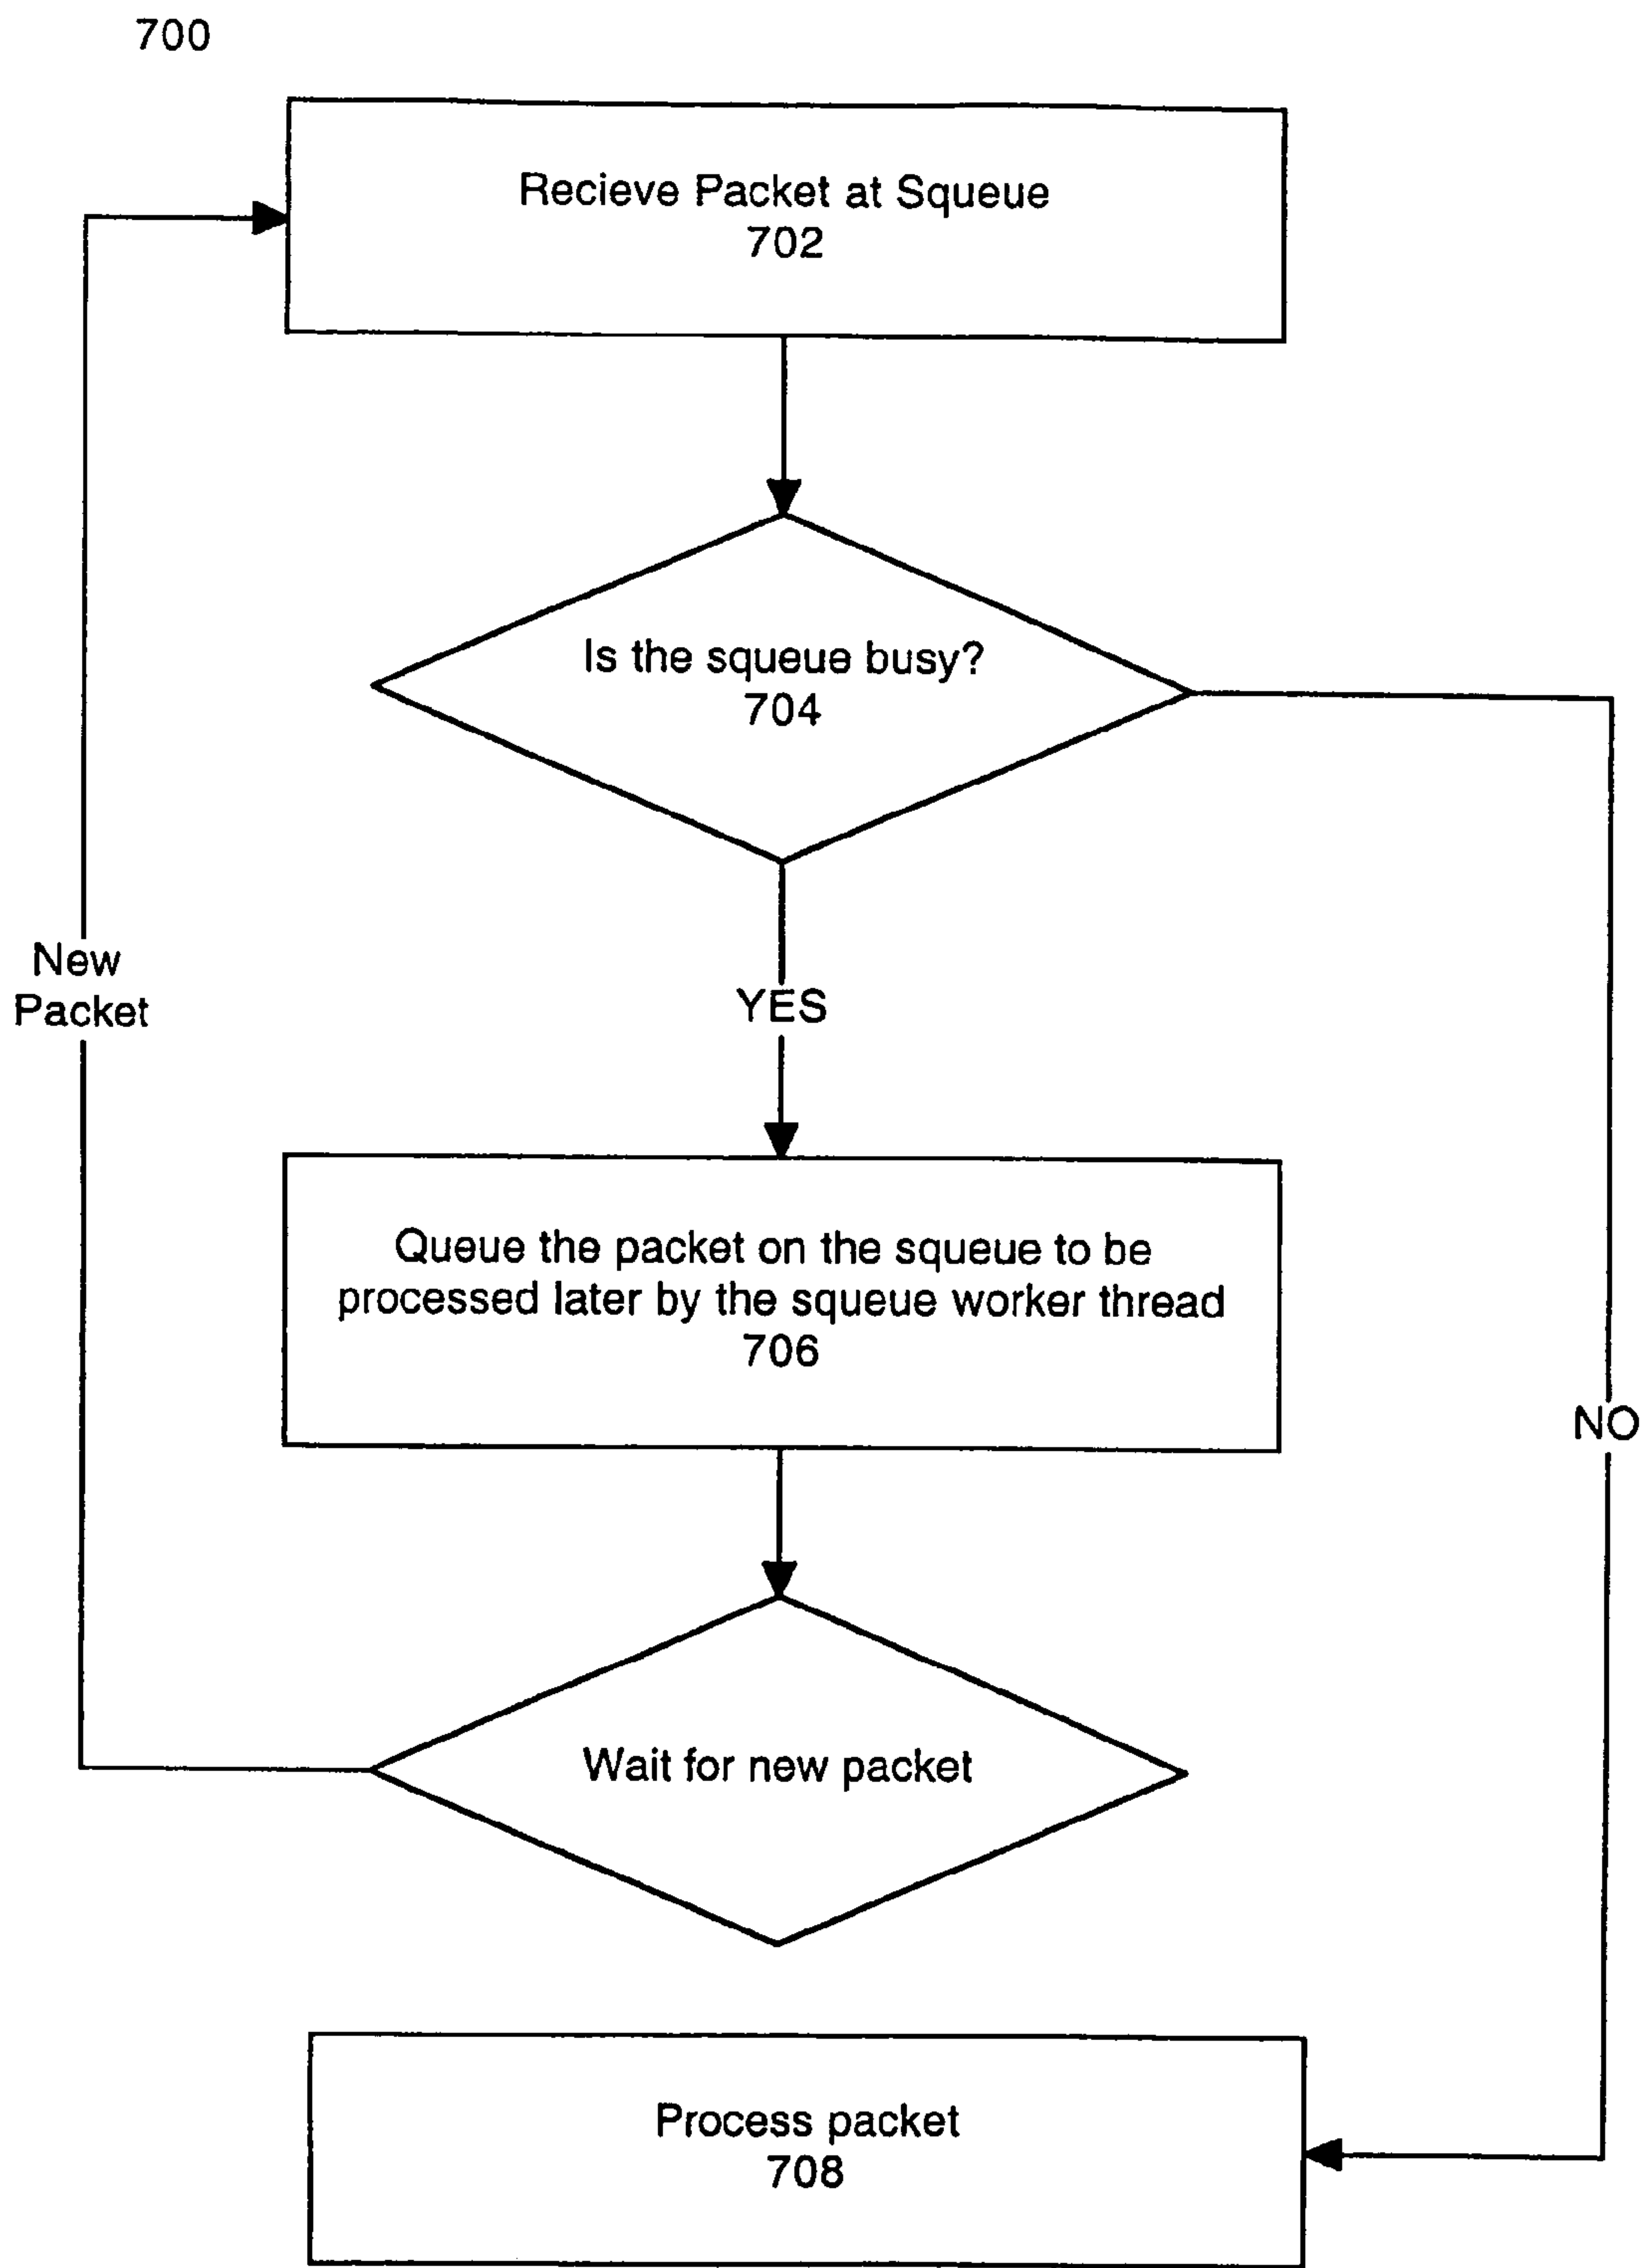 700
Recieve Packet at Squeue
702
Is the squeue busy?
704
New
Packet
YES
Queue the packet on the squeue to be
processed later by the squeue worker thread
706
NO
Wait for new packet
Process packet
708